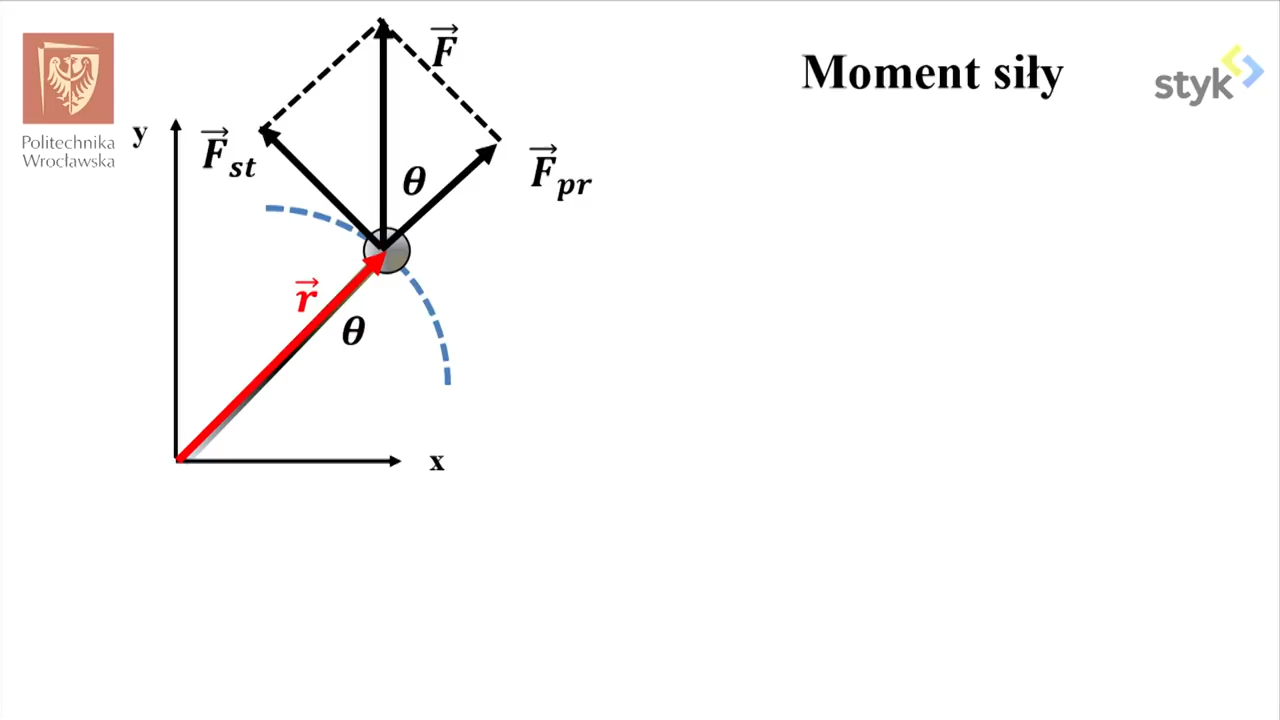 Moment siły
styk
Politechnika
Wrocławska
y
F⃗
F⃗st
θ
F⃗pr
r⃗
θ
x